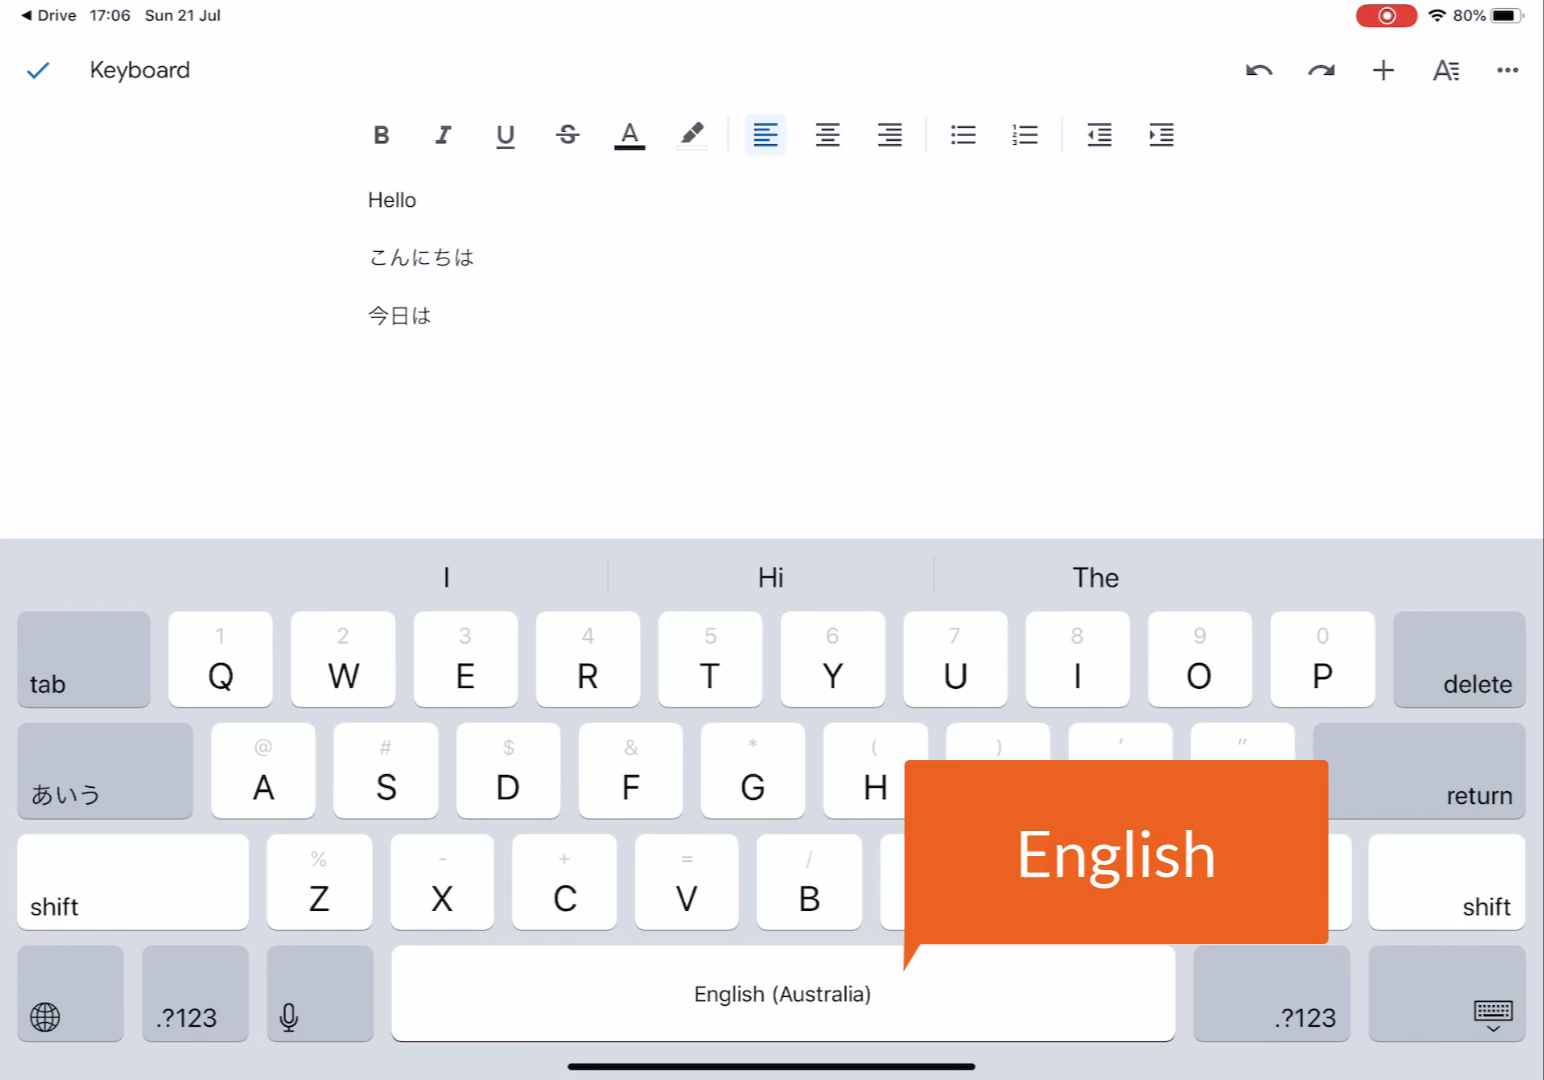 Drive 17:06 Sun 21 Jul 80%
Keyboard
B I U S A
Hello
こんにちは
今日は
I Hi The
tab 1 Q 2 W 3 E 4 R 5 T 6 Y 7 U 8 I 9 O 0 P delete
あいう @ A # S $ D & F * G ( H ) ' " return
shift % Z - X + C = V / B shift
English
.?123 English (Australia) .?123